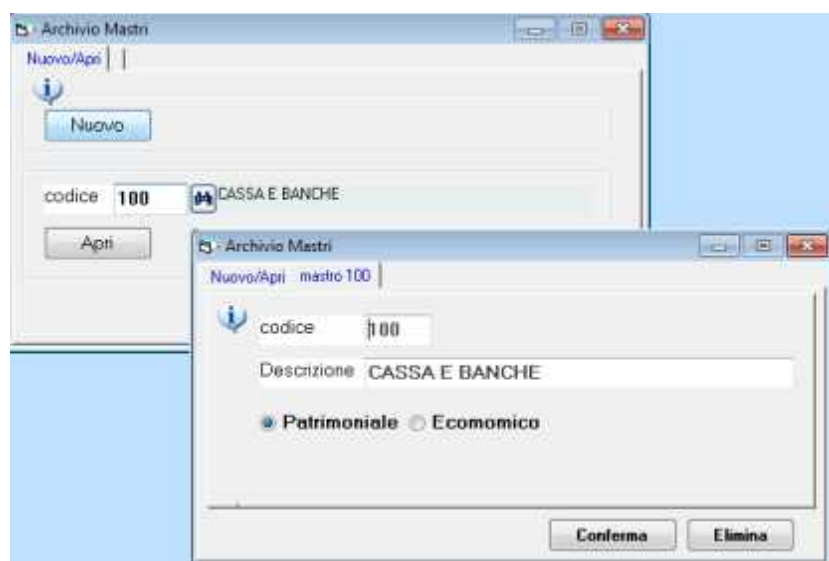 - Archivio Mastri
Nuovo/Apri
Nuovo
codice 100 CASSA E BANCHE
Apri
- Archivio Mastri
Nuovo/Apri mastro 100
codice 100
Descrizione CASSA E BANCHE
Patrimoniale Ecomomico
Conferma Elimina